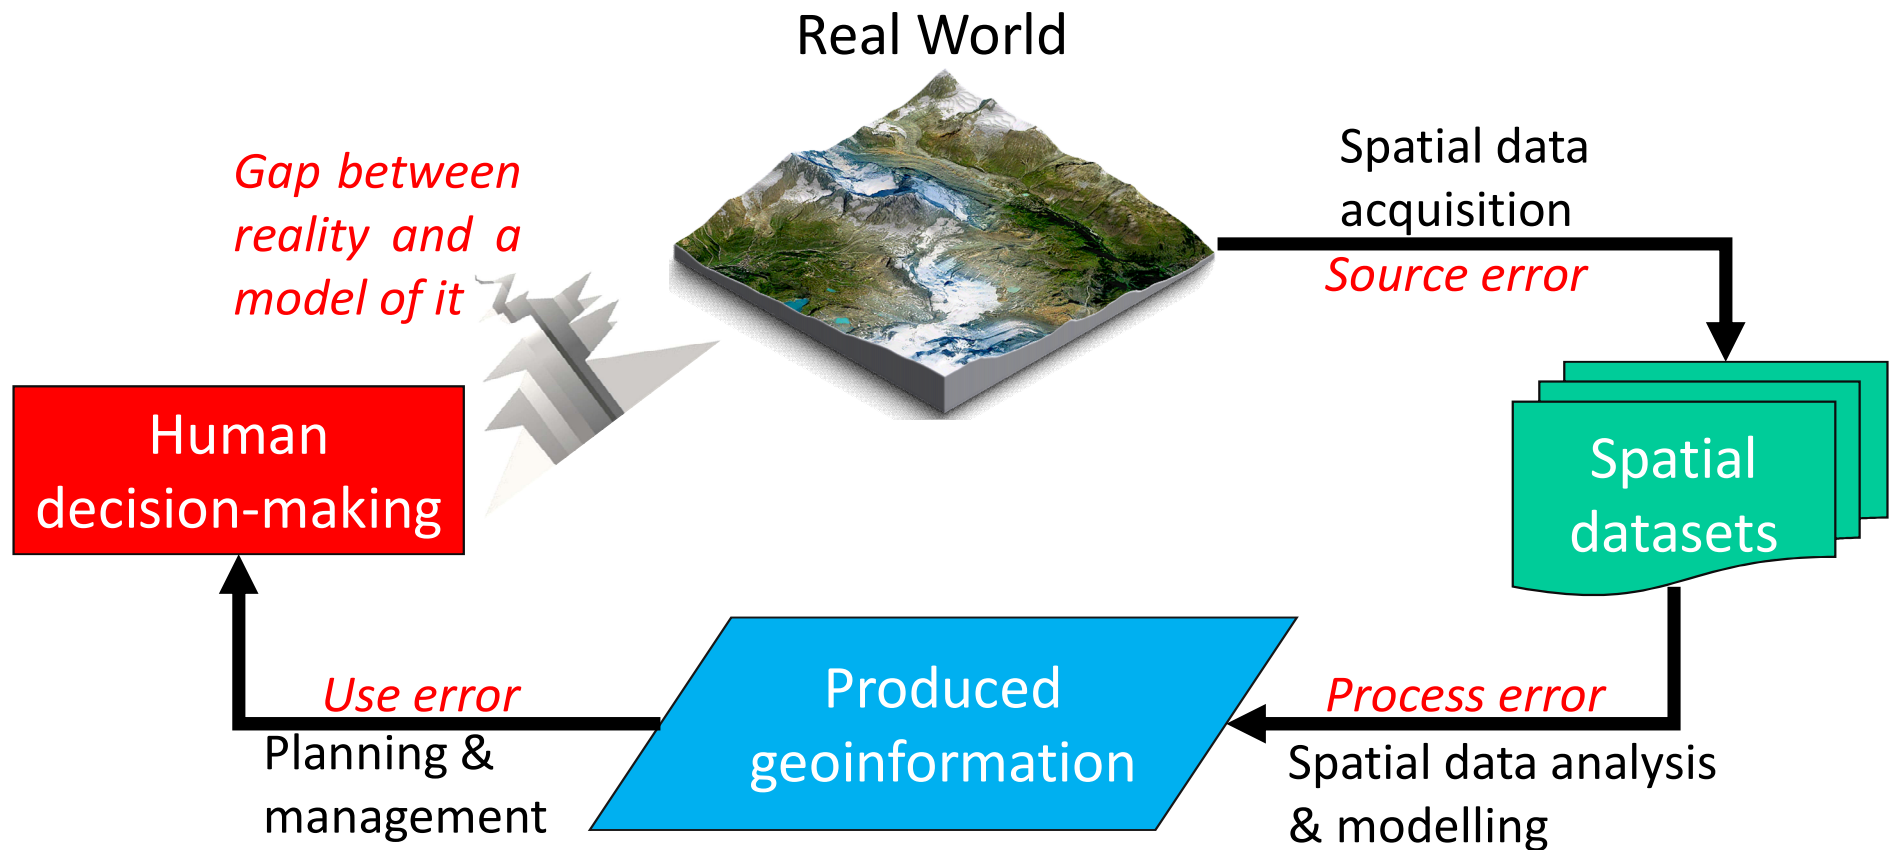 Real World
Spatial data
acquisition
Source error
Gap between
reality and a
model of it
Human
decision-making
Spatial
datasets
Use error
Planning &
management
Produced
geoinformation
Process error
Spatial data analysis
& modelling